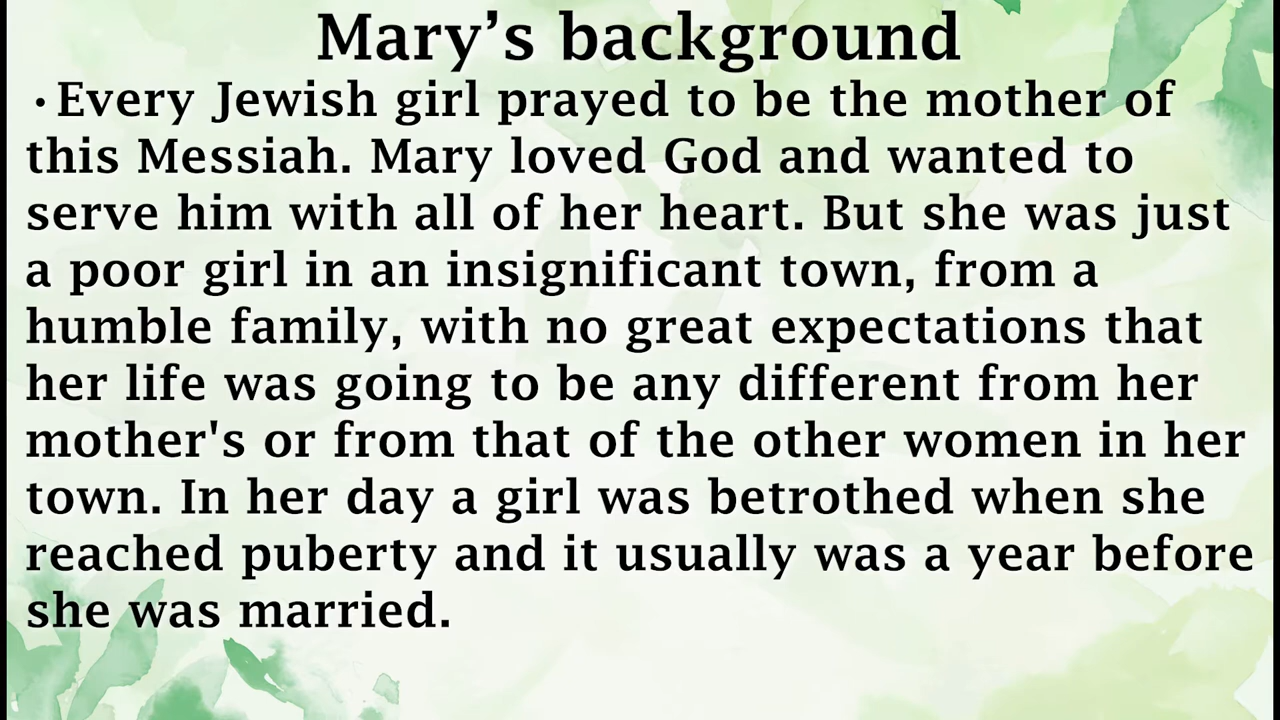 Mary’s background
•Every Jewish girl prayed to be the mother of
this Messiah. Mary loved God and wanted to
serve him with all of her heart. But she was just
a poor girl in an insignificant town, from a
humble family, with no great expectations that
her life was going to be any different from her
mother's or from that of the other women in her
town. In her day a girl was betrothed when she
reached puberty and it usually was a year before
she was married.